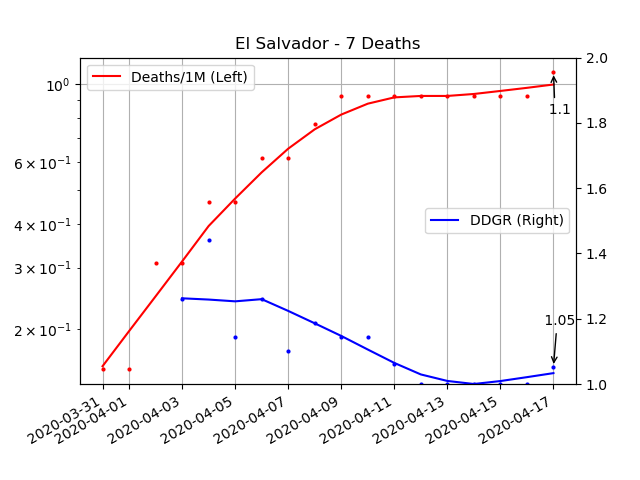 El Salvador - 7 Deaths
Deaths/1M (Left)
DDGR (Right)
10⁰
6 × 10⁻¹
4 × 10⁻¹
3 × 10⁻¹
2 × 10⁻¹
2.0
1.8
1.6
1.4
1.2
1.0
1.1
1.05
2020-03-31
2020-04-01
2020-04-03
2020-04-05
2020-04-07
2020-04-09
2020-04-11
2020-04-13
2020-04-15
2020-04-17